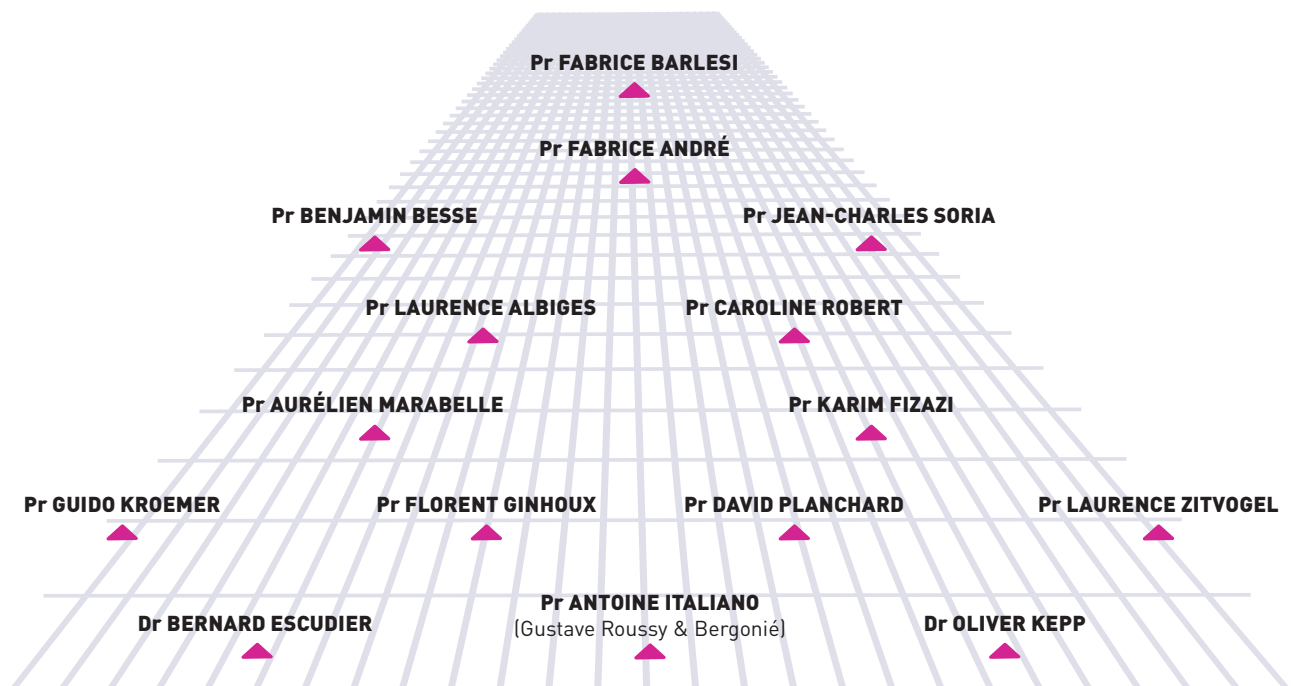 Pr FABRICE BARLESI
Pr FABRICE ANDRÉ
Pr BENJAMIN BESSE
Pr JEAN-CHARLES SORIA
Pr LAURENCE ALBIGES
Pr CAROLINE ROBERT
Pr AURÉLIEN MARABELLE
Pr KARIM FIZAZI
Pr GUIDO KROEMER
Pr FLORENT GINHOUX
Pr DAVID PLANCHARD
Pr LAURENCE ZITVOGEL
Dr BERNARD ESCUDIER
Pr ANTOINE ITALIANO
(Gustave Roussy & Bergonié)
Dr OLIVER KEPP